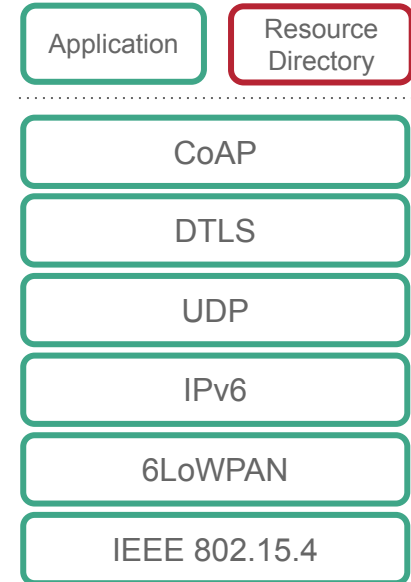 Application
Resource
Directory
CoAP
DTLS
UDP
IPv6
6LoWPAN
IEEE 802.15.4